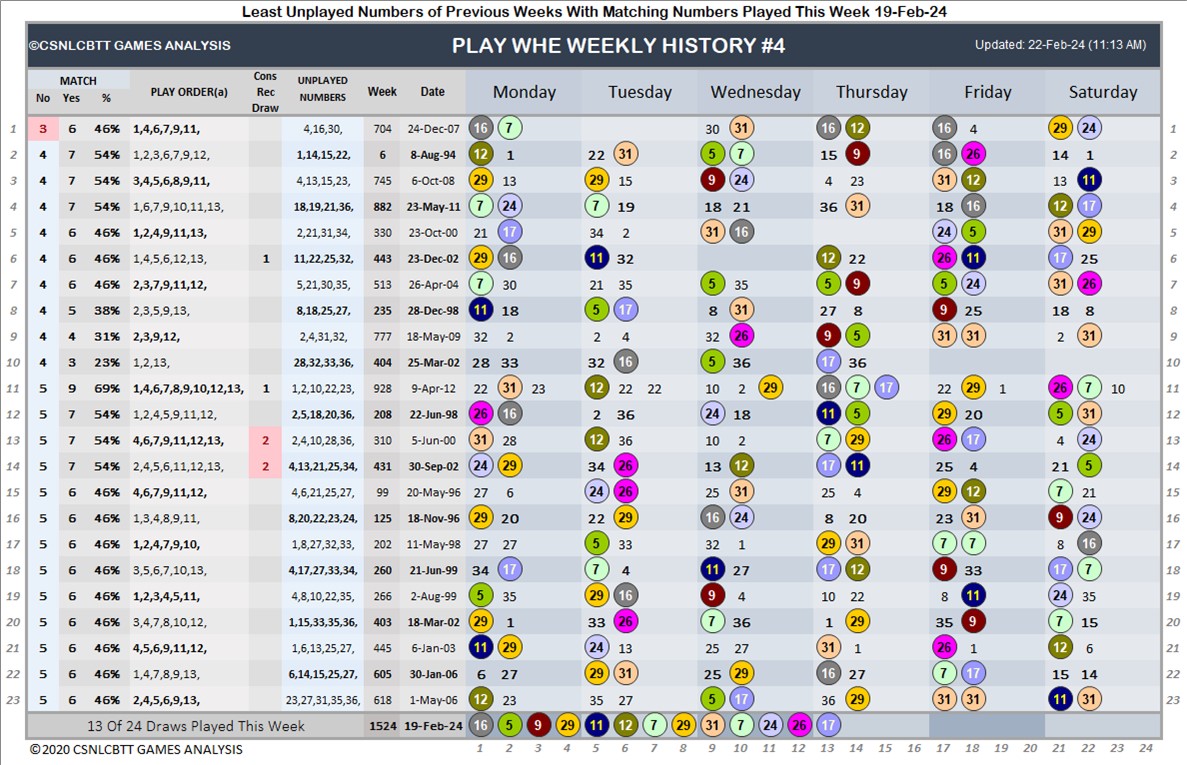 Least Unplayed Numbers of Previous Weeks With Matching Numbers Played This Week 19-Feb-24
©CSNLCBTT GAMES ANALYSIS PLAY WHE WEEKLY HISTORY #4 Updated: 22-Feb-24 (11:13 AM)
MATCH No Yes % PLAY ORDER(a) Cons Rec Draw UNPLAYED NUMBERS Week Date Monday Tuesday Wednesday Thursday Friday Saturday
1 3 6 46% 1,4,6,7,9,11, 4,16,30, 704 24-Dec-07 16 7 30 31 16 12 16 4 29 24 1
2 4 7 54% 1,2,3,6,7,9,12, 1,14,15,22, 6 8-Aug-94 12 1 22 31 5 7 15 9 16 26 14 1 2
3 4 7 54% 3,4,5,6,8,9,11, 4,13,15,23, 745 6-Oct-08 29 13 29 15 9 24 4 23 31 12 13 11 3
4 4 7 54% 1,6,7,9,10,11,13, 18,19,21,36, 882 23-May-11 7 24 7 19 18 21 36 31 18 16 12 17 4
5 4 6 46% 1,2,4,9,11,13, 2,21,31,34, 330 23-Oct-00 21 17 34 2 31 16 24 5 31 29 5
6 4 6 46% 1,4,5,6,12,13, 1 11,22,25,32, 443 23-Dec-02 29 16 11 32 12 22 26 11 17 25 6
7 4 6 46% 2,3,7,9,11,12, 5,21,30,35, 513 26-Apr-04 7 30 21 35 5 35 5 9 5 24 31 26 7
8 4 5 38% 2,3,5,9,13, 8,18,25,27, 235 28-Dec-98 11 18 5 17 8 31 27 8 9 25 18 8 8
9 4 4 31% 2,3,9,12, 2,4,31,32, 777 18-May-09 32 2 2 4 32 26 9 5 31 31 2 31 9
10 4 3 23% 1,2,13, 28,32,33,36, 404 25-Mar-02 28 33 32 16 5 36 17 36 10
11 5 9 69% 1,4,6,7,8,9,10,12,13, 1 1,2,10,22,23, 928 9-Apr-12 22 31 23 12 22 22 10 2 29 16 7 17 22 29 1 26 7 10 11
12 5 7 54% 1,2,4,5,9,11,12, 2,5,18,20,36, 208 22-Jun-98 26 16 2 36 24 18 11 5 29 20 5 31 12
13 5 7 54% 4,6,7,9,11,12,13, 2 2,4,10,28,36, 310 5-Jun-00 31 28 12 36 10 2 7 29 26 17 4 24 13
14 5 7 54% 2,4,5,6,11,12,13, 2 4,13,21,25,34, 431 30-Sep-02 24 29 34 26 13 12 17 11 25 4 21 5 14
15 5 6 46% 4,6,7,9,11,12, 4,6,21,25,27, 99 20-May-96 27 6 24 26 25 31 25 4 29 12 7 21 15
16 5 6 46% 1,3,4,8,9,11, 8,20,22,23,24, 125 18-Nov-96 29 20 22 29 16 24 8 20 23 31 9 24 16
17 5 6 46% 1,2,4,7,9,10, 1,8,27,32,33, 202 11-May-98 27 27 5 33 32 1 29 31 7 7 8 16 17
18 5 6 46% 3,5,6,7,10,13, 4,17,27,33,34, 260 21-Jun-99 34 17 7 4 11 27 17 12 9 33 17 7 18
19 5 6 46% 1,2,3,4,5,11, 4,8,10,22,35, 266 2-Aug-99 5 35 29 16 9 4 10 22 8 11 24 35 19
20 5 6 46% 3,4,7,8,10,12, 1,15,33,35,36, 403 18-Mar-02 29 1 33 26 7 36 1 29 35 9 7 15 20
21 5 6 46% 4,5,6,9,11,12, 1,6,13,25,27, 445 6-Jan-03 11 29 24 13 25 27 31 1 26 1 12 6 21
22 5 6 46% 1,4,7,8,9,13, 6,14,15,25,27, 605 30-Jan-06 6 27 29 31 25 29 16 27 7 17 15 14 22
23 5 6 46% 2,4,5,6,9,13, 23,27,31,35,36, 618 1-May-06 12 23 35 27 5 17 36 29 31 31 11 31 23
13 Of 24 Draws Played This Week 1524 19-Feb-24 16 5 9 29 11 12 7 29 31 7 24 26 17
© 2020 CSNLCBTT GAMES ANALYSIS 1 2 3 4 5 6 7 8 9 10 11 12 13 14 15 16 17 18 19 20 21 22 23 24